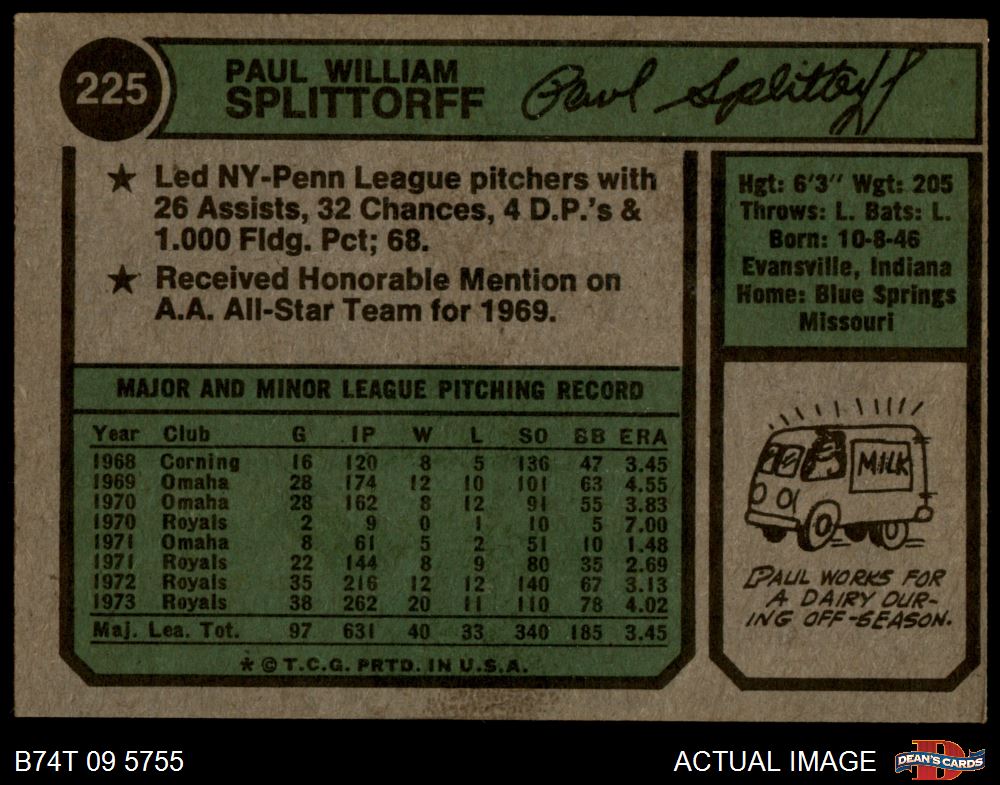 225
PAUL WILLIAM
SPLITTORFF
Paul Splittorff
★ Led NY-Penn League pitchers with
26 Assists, 32 Chances, 4 D.P.'s &
1.000 Fldg. Pct; 68.
★ Received Honorable Mention on
A.A. All-Star Team for 1969.
Hgt: 6'3" Wgt: 205
Throws: L. Bats: L.
Born: 10-8-46
Evansville, Indiana
Home: Blue Springs
Missouri
MAJOR AND MINOR LEAGUE PITCHING RECORD
Year Club G IP W L SO BB ERA
1968 Corning 16 120 8 5 136 47 3.45
1969 Omaha 28 174 12 10 101 63 4.55
1970 Omaha 28 162 8 12 91 55 3.83
1970 Royals 2 9 0 1 10 5 7.00
1971 Omaha 8 61 5 2 51 10 1.48
1971 Royals 22 144 8 9 80 35 2.69
1972 Royals 35 216 12 12 140 67 3.13
1973 Royals 38 262 20 11 110 78 4.02
Maj. Lea. Tot. 97 631 40 33 340 185 3.45
★ © T.C.G. PRTD. IN U.S.A.
MILK
PAUL WORKS FOR
A DAIRY DUR-
ING OFF-SEASON.
B74T 09 5755
ACTUAL IMAGE
D
DEAN'S CARDS